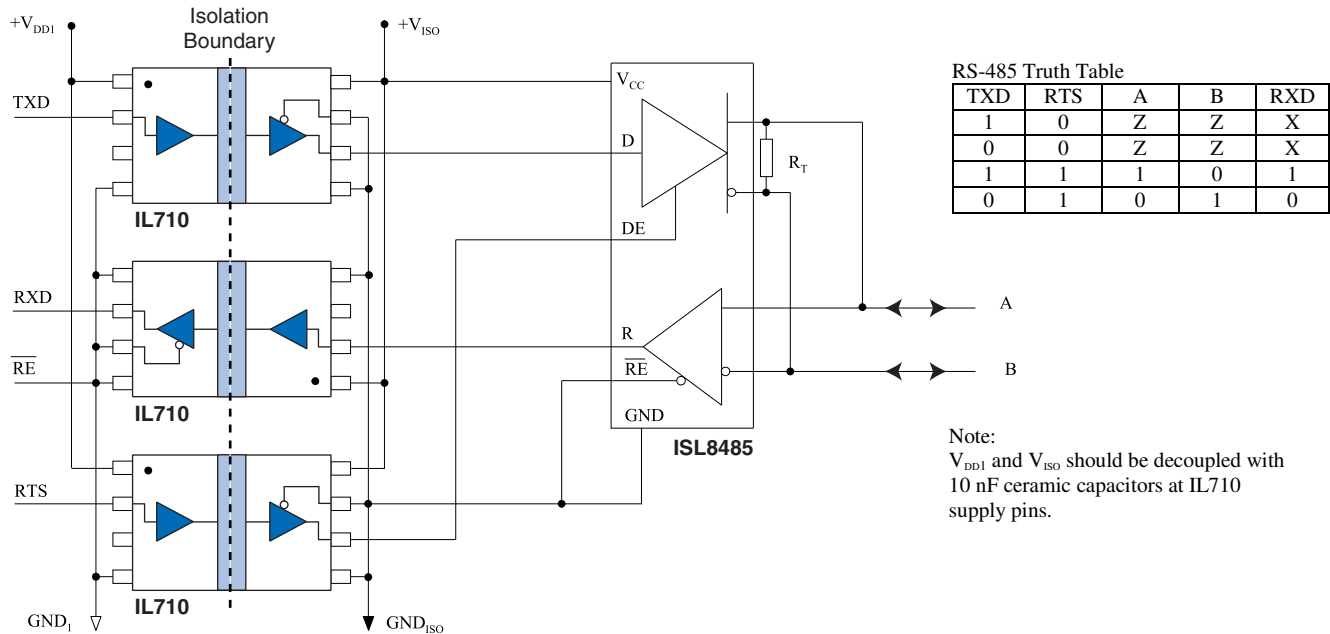 Isolation
Boundary
+VDD1
+VISO
TXD
IL710
RXD
RE
IL710
RTS
IL710
GND1
GNDISO
VCC
D
DE
R
RE
GND
ISL8485
RT
A
B
RS-485 Truth Table
TXD RTS A B RXD
1 0 Z Z X
0 0 Z Z X
1 1 1 0 1
0 1 0 1 0
Note:
VDD1 and VISO should be decoupled with
10 nF ceramic capacitors at IL710
supply pins.